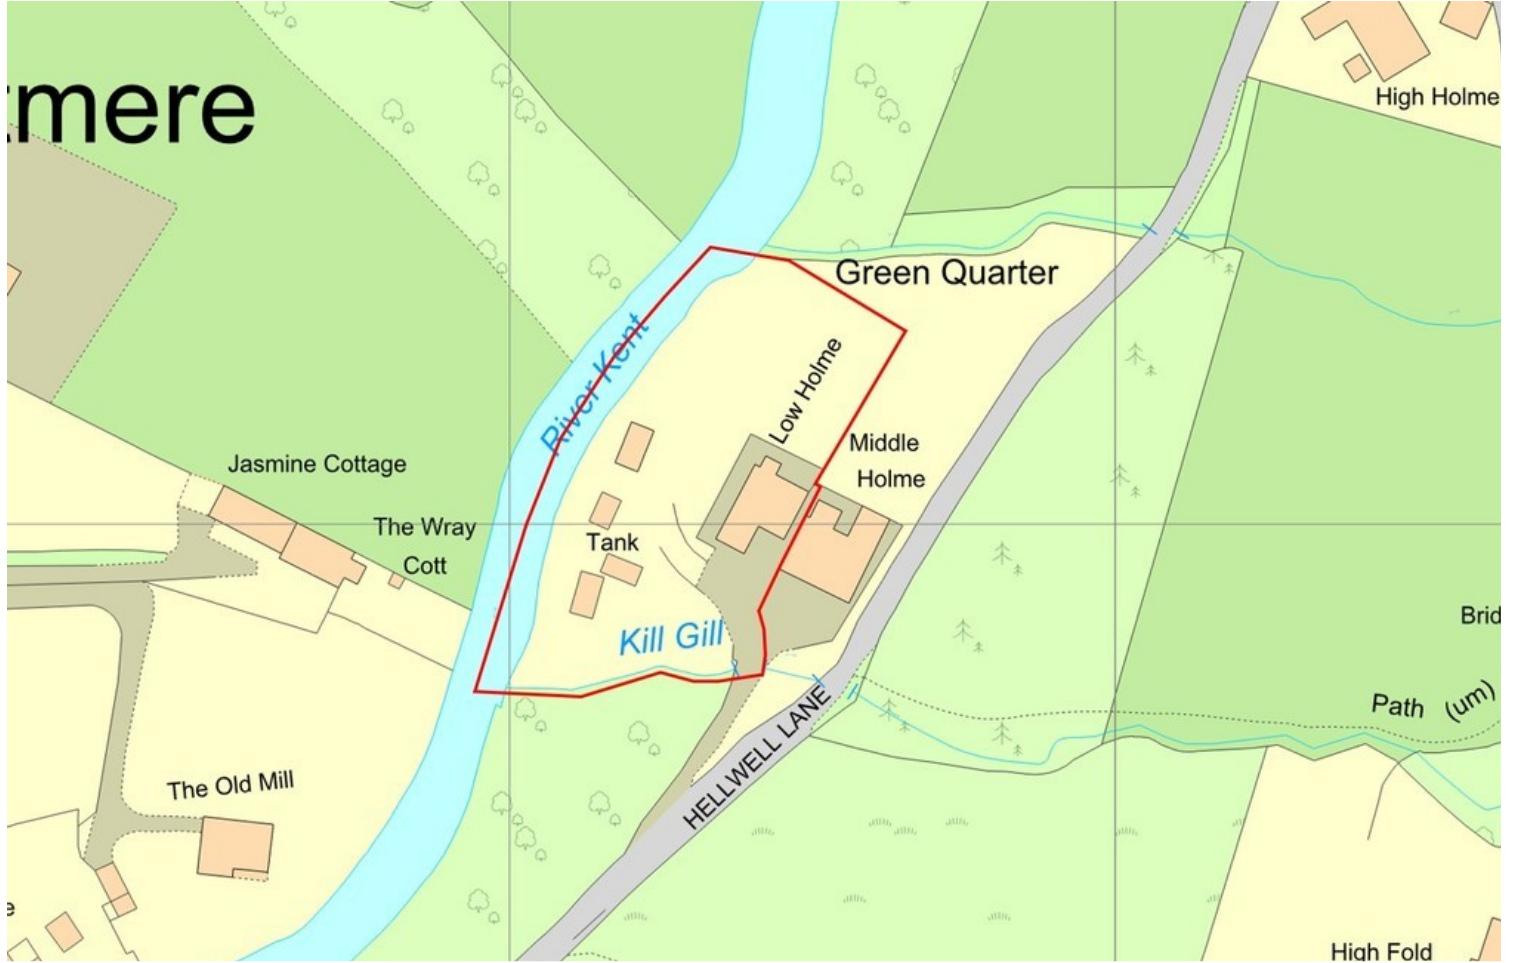 tmere
High Holme
Green Quarter
River Kent
Low Holme
Middle
Holme
Jasmine Cottage
The Wray
Cott
Tank
Kill Gill
Brid
Path (um)
HELLWELL LANE
The Old Mill
e
High Fold